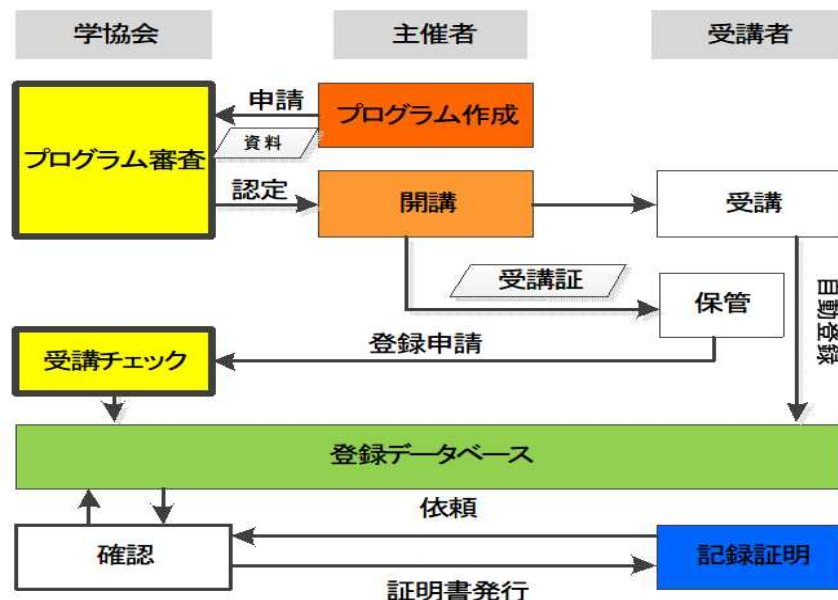 学協会
主催者
受講者
申請
プログラム作成
資料
プログラム審査
認定
開講
受講
受講証
保管
自動登録
登録申請
受講チェック
登録データベース
依頼
確認
記録証明
証明書発行